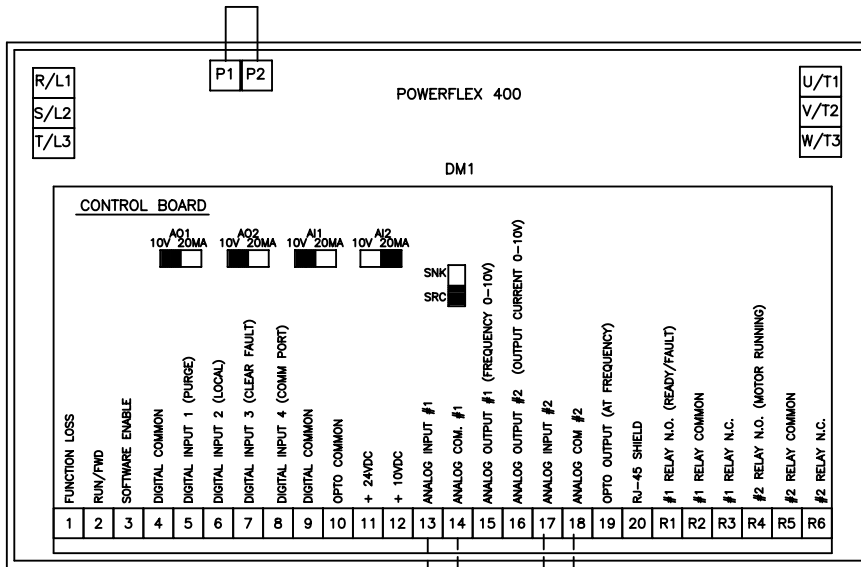 P1 P2
R/L1
S/L2
T/L3
POWERFLEX 400
U/T1
V/T2
W/T3
DM1
CONTROL BOARD
AO1
10V 20MA
AO2
10V 20MA
AI1
10V 20MA
AI2
10V 20MA
SNK
SRC
FUNCTION LOSS
RUN/FWD
SOFTWARE ENABLE
DIGITAL COMMON
DIGITAL INPUT 1 (PURGE)
DIGITAL INPUT 2 (LOCAL)
DIGITAL INPUT 3 (CLEAR FAULT)
DIGITAL INPUT 4 (COMM PORT)
DIGITAL COMMON
OPTO COMMON
+ 24VDC
+ 10VDC
ANALOG INPUT #1
ANALOG COM. #1
ANALOG OUTPUT #1 (FREQUENCY 0-10V)
ANALOG OUTPUT #2 (OUTPUT CURRENT 0-10V)
ANALOG INPUT #2
ANALOG COM #2
OPTO OUTPUT (AT FREQUENCY)
RJ-45 SHIELD
#1 RELAY N.O. (READY/FAULT)
#1 RELAY COMMON
#1 RELAY N.C.
#2 RELAY N.O. (MOTOR RUNNING)
#2 RELAY COMMON
#2 RELAY N.C.
1 2 3 4 5 6 7 8 9 10 11 12 13 14 15 16 17 18 19 20 R1 R2 R3 R4 R5 R6